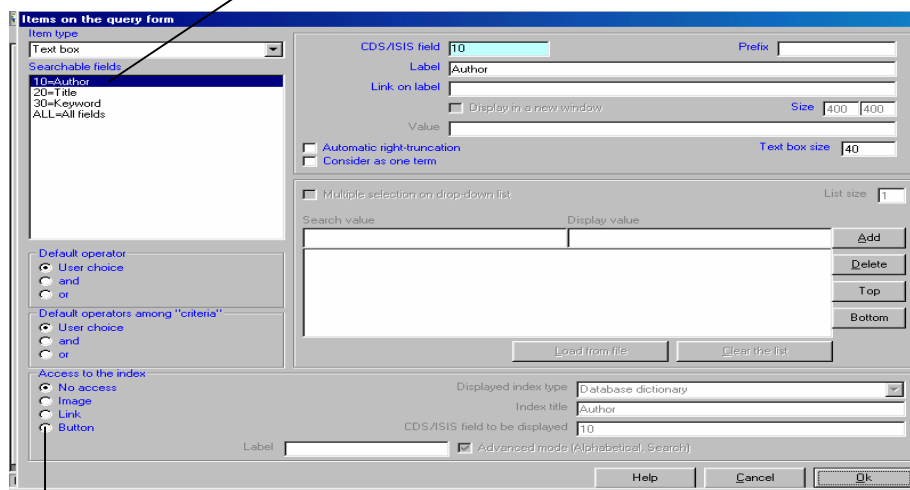 Items on the query form
Item type
Text box
Searchable fields
10=Author
20=Title
30=Keyword
ALL=All fields
CDS/ISIS field 10 Prefix
Label Author
Link on label
Display in a new window Size 400 400
Value
Automatic right-truncation Text box size 40
Consider as one term
Multiple selection on drop-down list List size 1
Search value Display value
Add
Delete
Top
Bottom
Load from file Clear the list
Default operator
User choice
and
or
Default operators among "criteria"
User choice
and
or
Access to the index
No access
Image
Link
Button
Displayed index type Database dictionary
Index title Author
CDS/ISIS field to be displayed 10
Label Advanced mode (Alphabetical, Search)
Help Cancel Ok